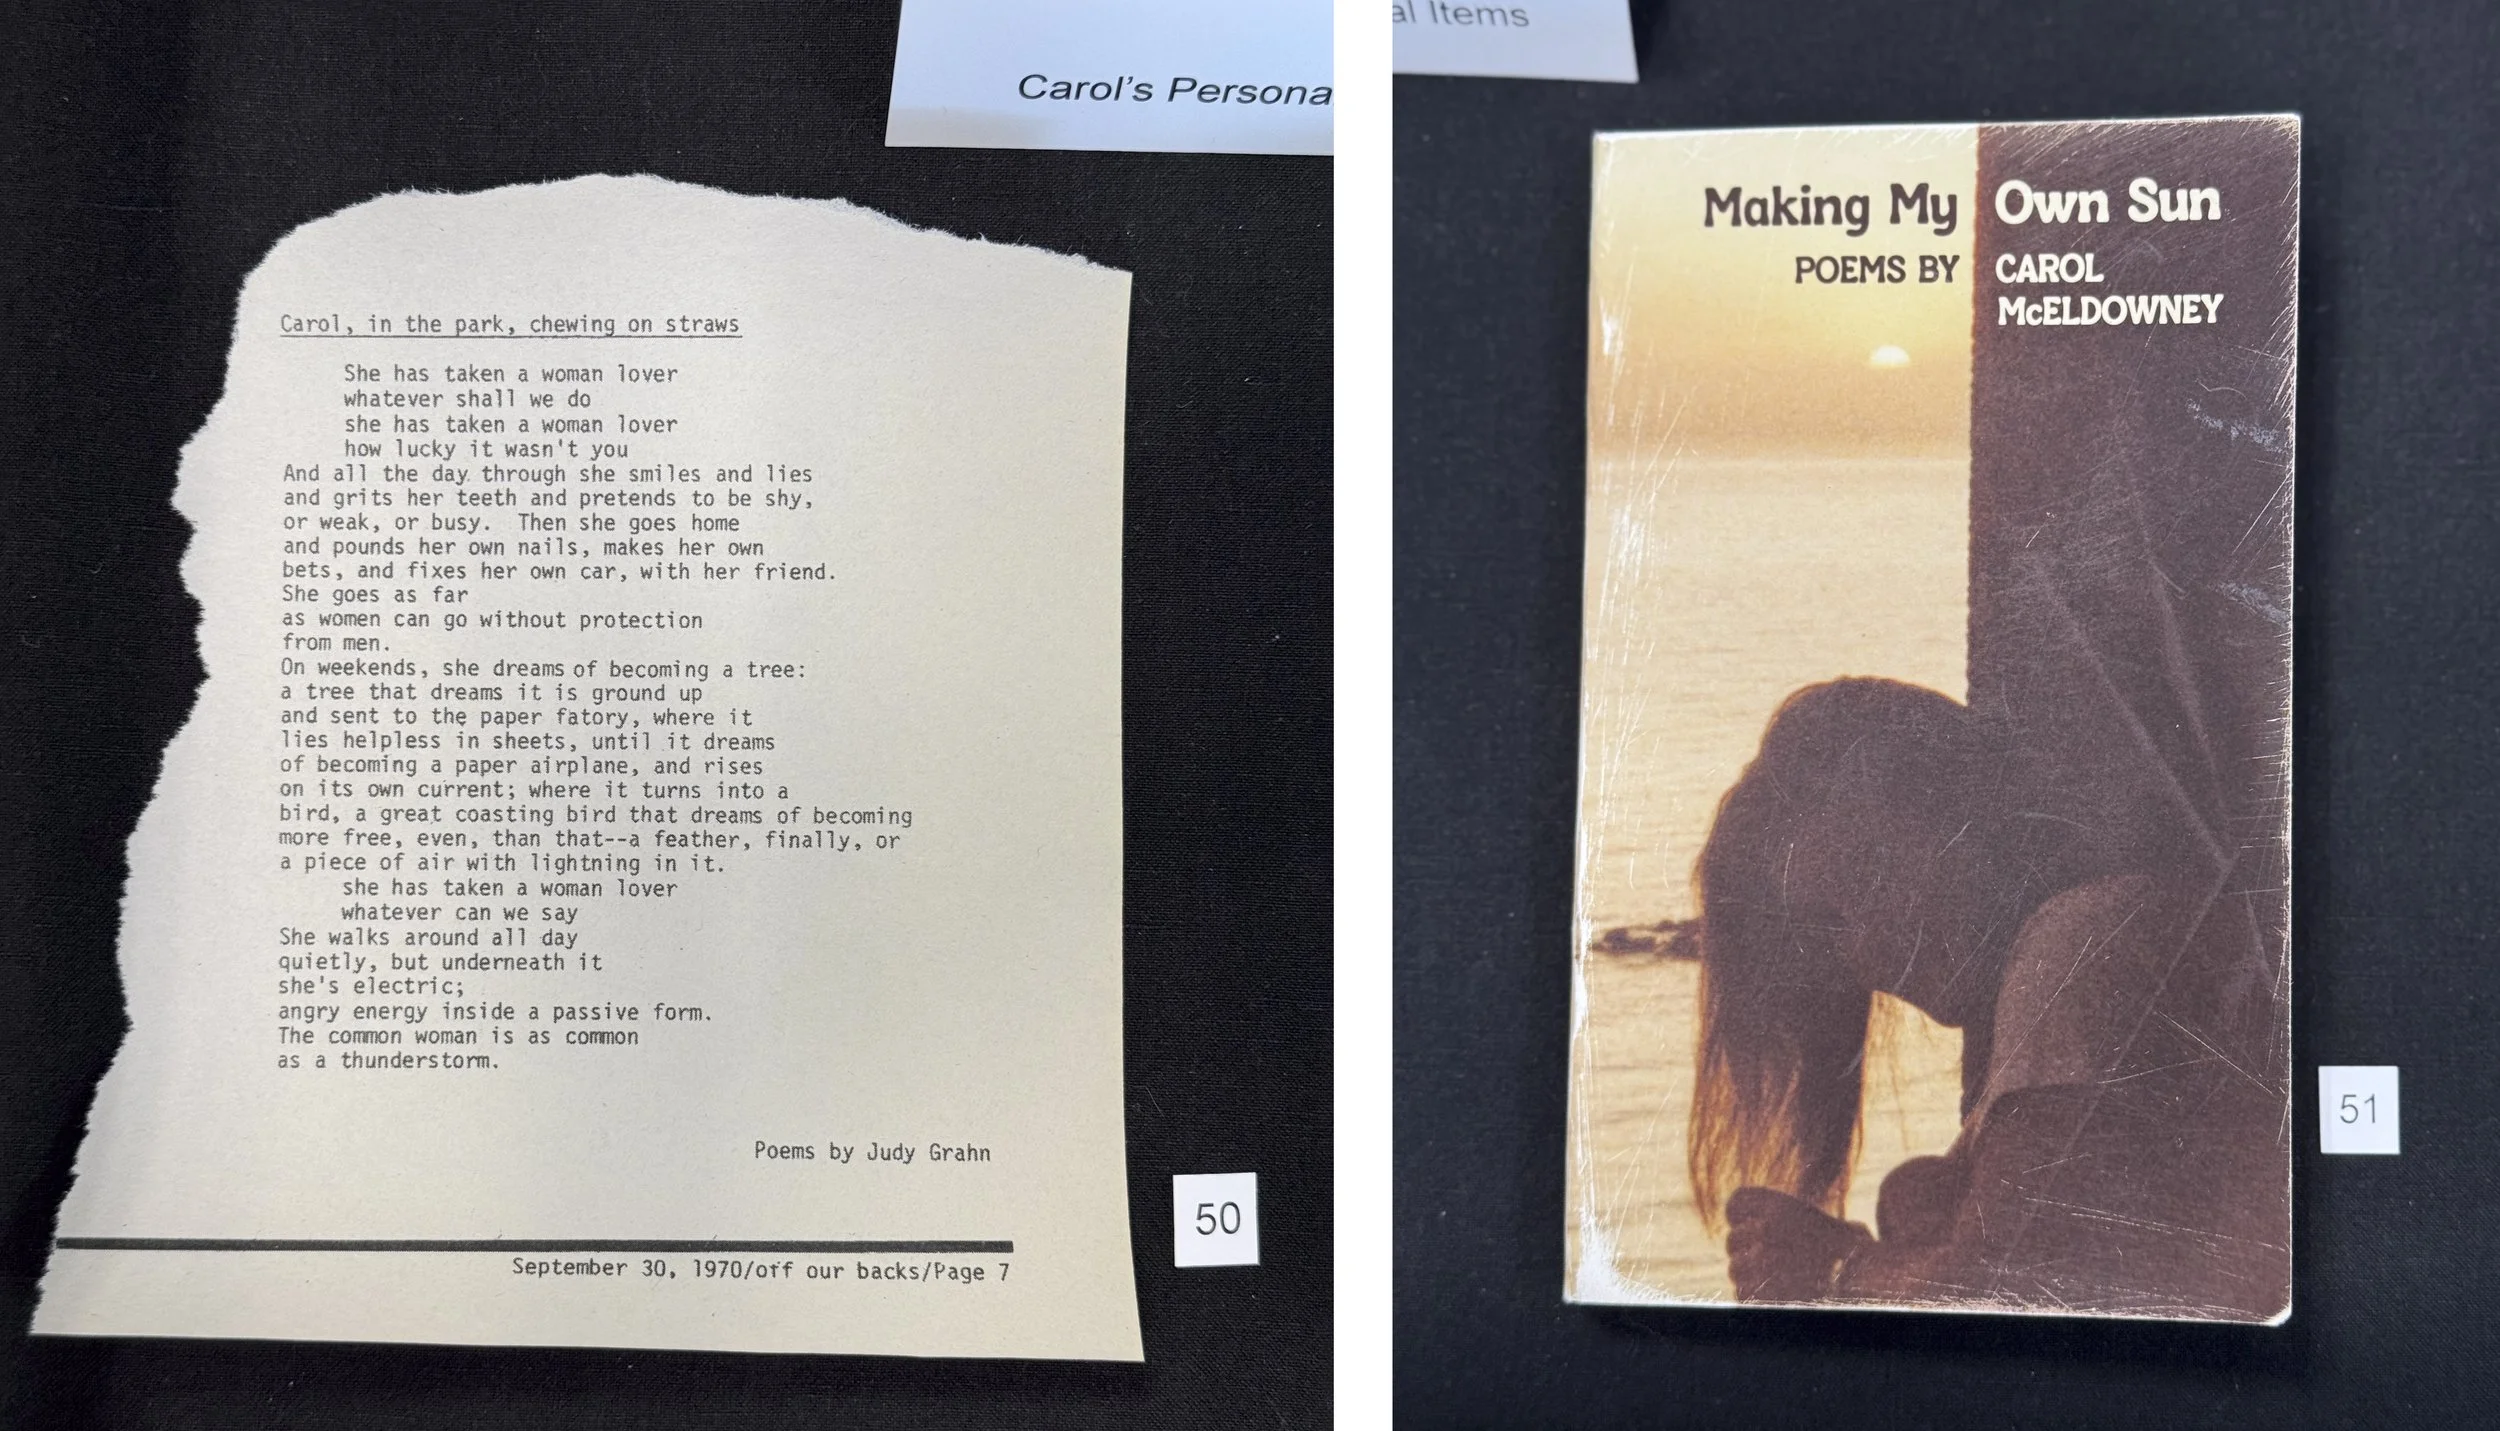 Carol's Persona
Carol, in the park, chewing on straws
She has taken a woman lover
whatever shall we do
she has taken a woman lover
how lucky it wasn't you
And all the day through she smiles and lies
and grits her teeth and pretends to be shy,
or weak, or busy.  Then she goes home
and pounds her own nails, makes her own
bets, and fixes her own car, with her friend.
She goes as far
as women can go without protection
from men.
On weekends, she dreams of becoming a tree:
a tree that dreams it is ground up
and sent to the paper fatory, where it
lies helpless in sheets, until it dreams
of becoming a paper airplane, and rises
on its own current; where it turns into a
bird, a great coasting bird that dreams of becoming
more free, even, than that--a feather, finally, or
a piece of air with lightning in it.
she has taken a woman lover
whatever can we say
She walks around all day
quietly, but underneath it
she's electric;
angry energy inside a passive form.
The common woman is as common
as a thunderstorm.
Poems by Judy Grahn
September 30, 1970/off our backs/Page 7
50
al Items
Making My Own Sun
POEMS BY CAROL
McELDOWNEY
51